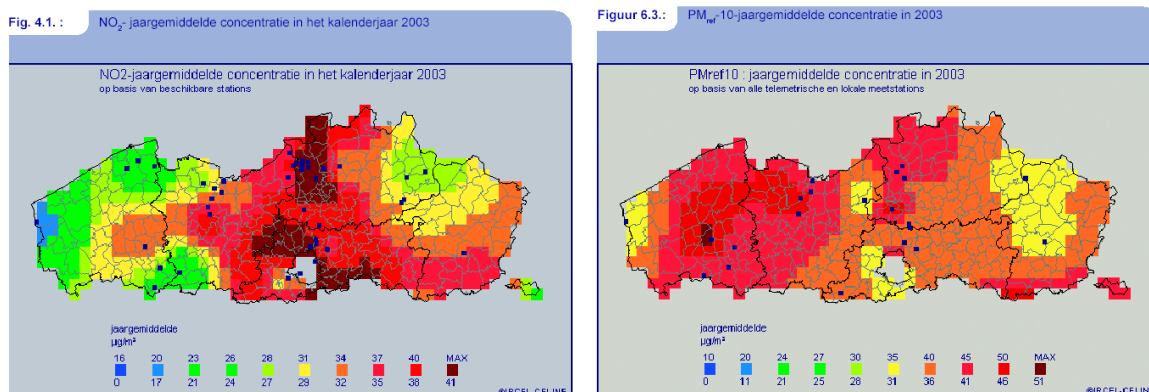 Fig. 4.1. : NO2- jaargemiddelde concentratie in het kalenderjaar 2003
NO2-jaargemiddelde concentratie in het kalenderjaar 2003
op basis van beschikbare stations
jaargemiddelde
µg/m³
16 20 23 24 28 31 34 37 40 MAX
0 17 21 24 26 29 32 35 38 41
©IRCEL-CELINE
Figuur 6.3.: PMref-10-jaargemiddelde concentratie in 2003
PMref10 : jaargemiddelde concentratie in 2003
op basis van alle telemetrische en lokale meetstations
jaargemiddelde
µg/m³
10 20 24 27 30 35 40 45 50 MAX
0 11 21 25 28 31 36 41 46 51
©IRCEL-CELINE